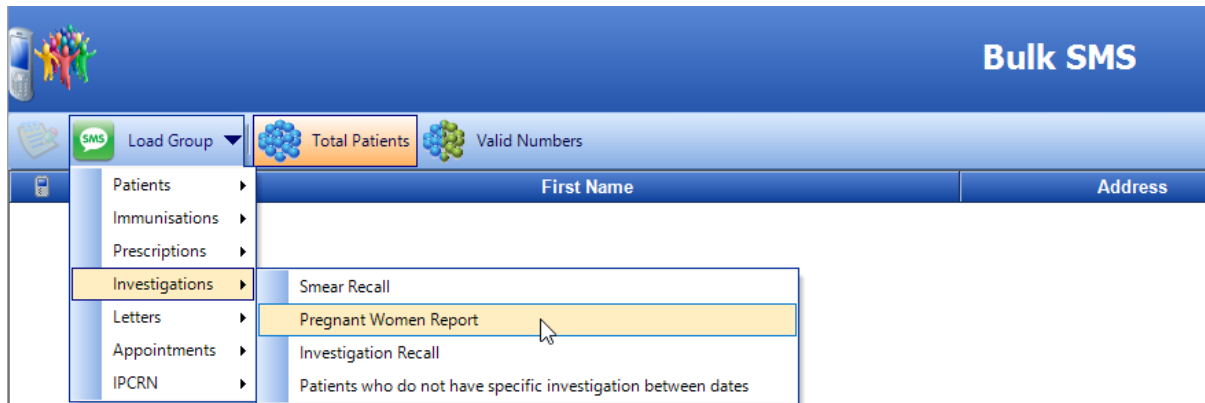 Bulk SMS
SMS Load Group Total Patients Valid Numbers
First Name Address
Patients
Immunisations
Prescriptions
Investigations
Letters
Appointments
IPCRN
Smear Recall
Pregnant Women Report
Investigation Recall
Patients who do not have specific investigation between dates